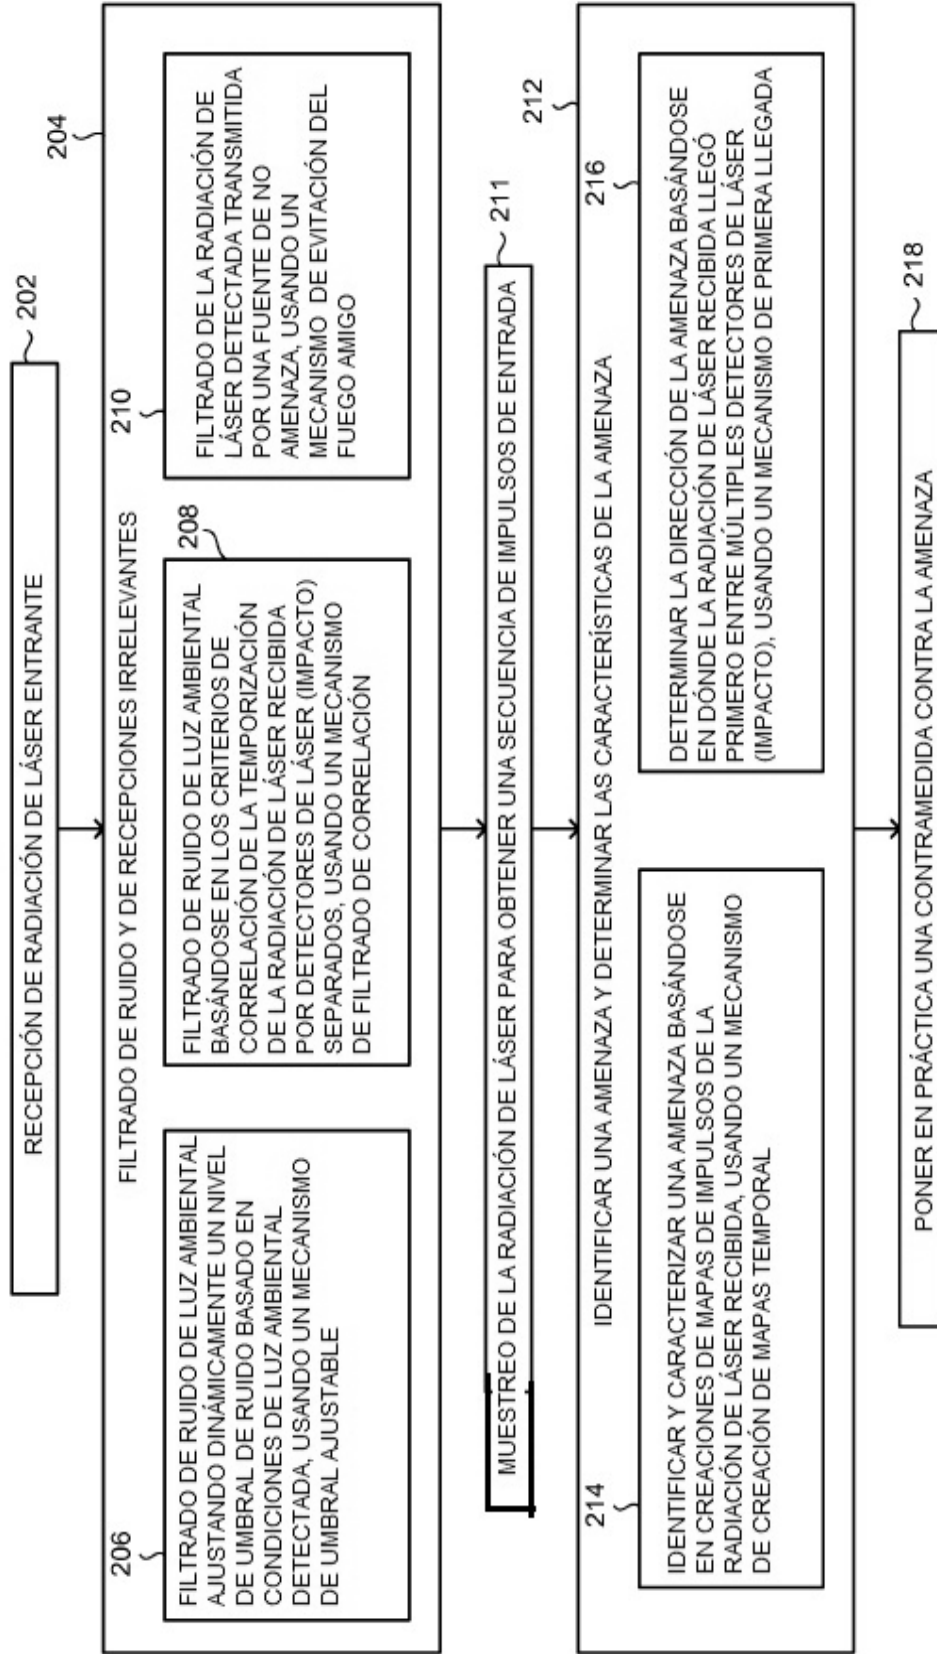 RECEPCIÓN DE RADIACIÓN DE LÁSER ENTRANTE
202
204
FILTRADO DE RUIDO Y DE RECEPCIONES IRRELEVANTES
206
FILTRADO DE RUIDO DE LUZ AMBIENTAL
AJUSTANDO DINÁMICAMENTE UN NIVEL
DE UMBRAL DE RUIDO BASADO EN
CONDICIONES DE LUZ AMBIENTAL
DETECTADA, USANDO UN MECANISMO
DE UMBRAL AJUSTABLE
208
FILTRADO DE RUIDO DE LUZ AMBIENTAL
BASÁNDOSE EN LOS CRITERIOS DE
CORRELACIÓN DE LA TEMPORIZACIÓN
DE LA RADIACIÓN DE LÁSER RECIBIDA
POR DETECTORES DE LÁSER (IMPACTO)
SEPARADOS, USANDO UN MECANISMO
DE FILTRADO DE CORRELACIÓN
210
FILTRADO DE LA RADIACIÓN DE
LÁSER DETECTADA TRANSMITIDA
POR UNA FUENTE DE NO
AMENAZA, USANDO UN
MECANISMO DE EVITACIÓN DEL
FUEGO AMIGO
MUESTREO DE LA RADIACIÓN DE LÁSER PARA OBTENER UNA SECUENCIA DE IMPULSOS DE ENTRADA
211
212
IDENTIFICAR UNA AMENAZA Y DETERMINAR LAS CARACTERÍSTICAS DE LA AMENAZA
214
IDENTIFICAR Y CARACTERIZAR UNA AMENAZA BASÁNDOSE
EN CREACIONES DE MAPAS DE IMPULSOS DE LA
RADIACIÓN DE LÁSER RECIBIDA, USANDO UN MECANISMO
DE CREACIÓN DE MAPAS TEMPORAL
216
DETERMINAR LA DIRECCIÓN DE LA AMENAZA BASÁNDOSE
EN DÓNDE LA RADIACIÓN DE LÁSER RECIBIDA LLEGÓ
PRIMERO ENTRE MÚLTIPLES DETECTORES DE LÁSER
(IMPACTO), USANDO UN MECANISMO DE PRIMERA LLEGADA
PONER EN PRÁCTICA UNA CONTRAMEDIDA CONTRA LA AMENAZA
218